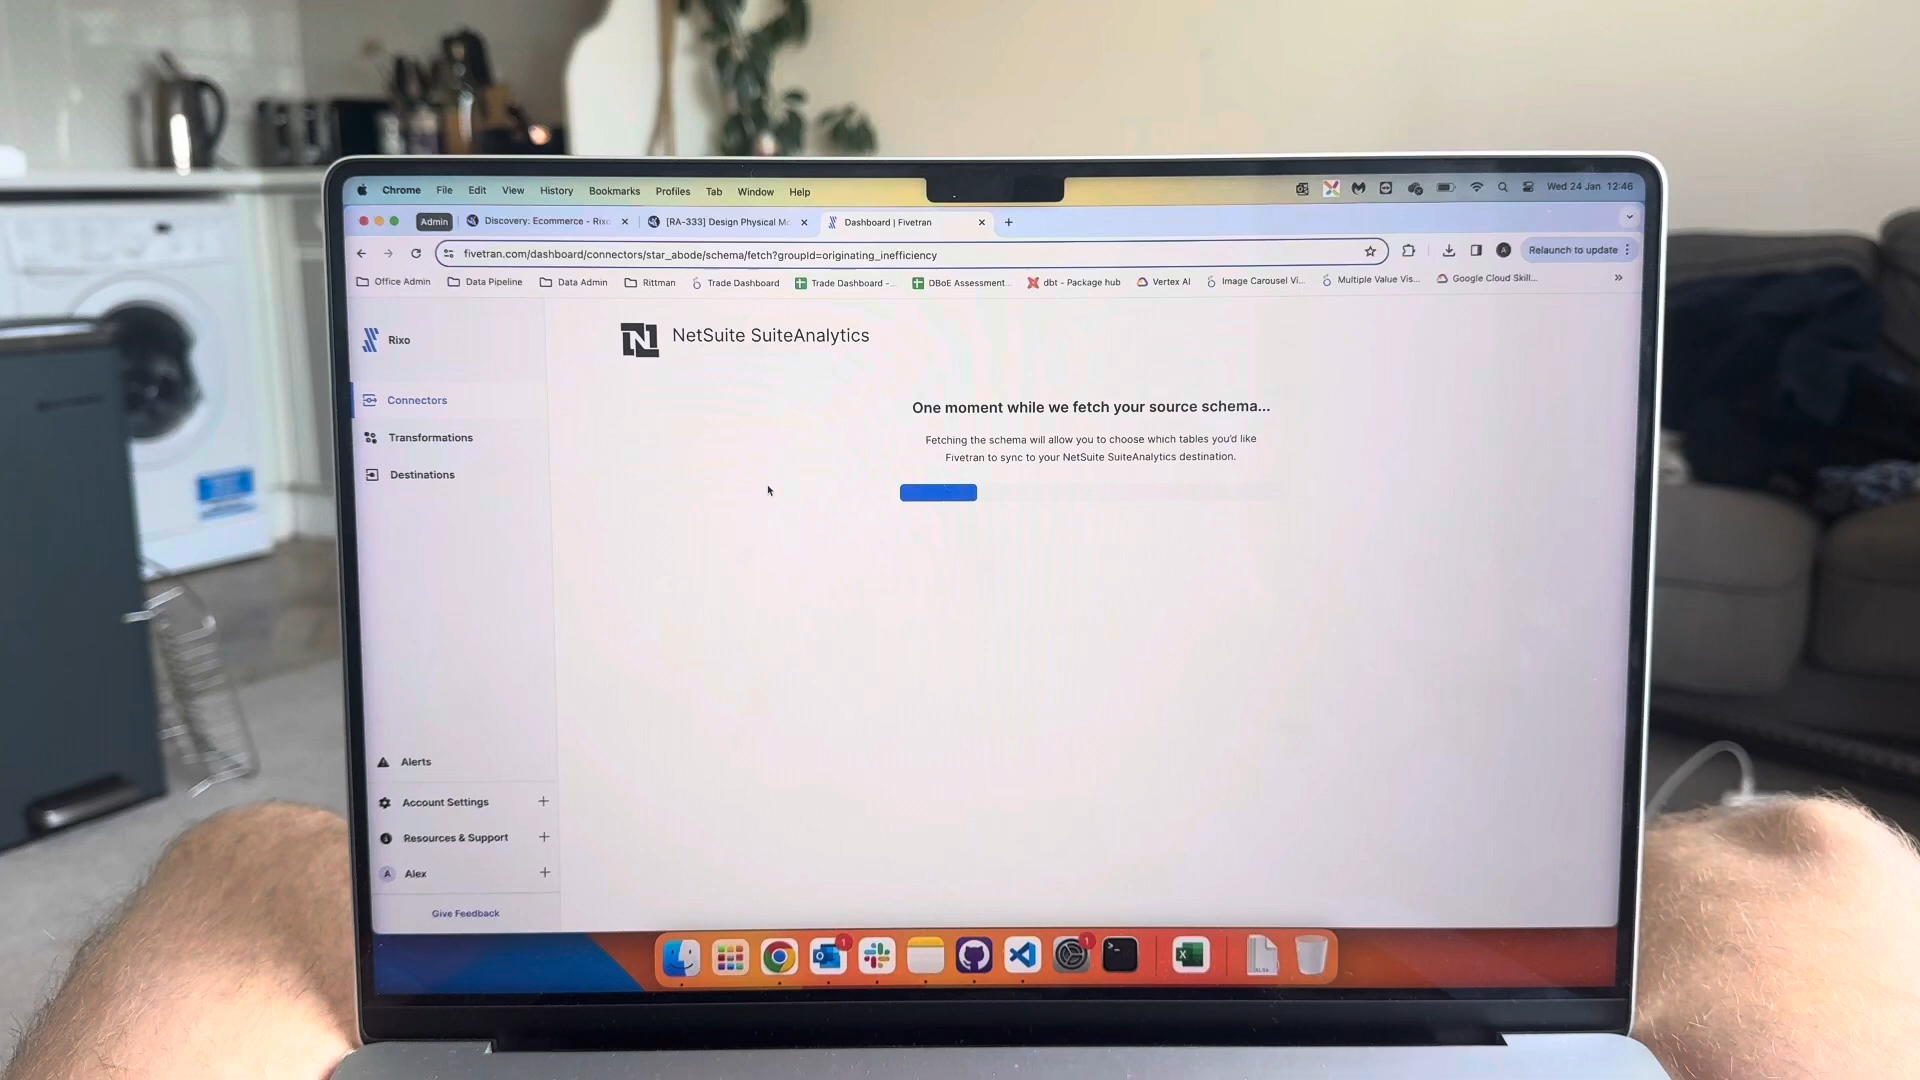 Chrome File Edit View History Bookmarks Profiles Tab Window Help
Wed 24 Jan 12:46
Admin
Discovery: Ecommerce - Rixo
[RA-333] Design Physical Mo
Dashboard | Fivetran
fivetran.com/dashboard/connectors/star_abode/schema/fetch?groupId=originating_inefficiency
A
Relaunch to update
Office Admin
Data Pipeline
Data Admin
Rittman
Trade Dashboard
Trade Dashboard -...
DBoE Assessment...
dbt - Package hub
Vertex AI
Image Carousel Vi...
Multiple Value Vis...
Google Cloud Skill...
Rixo
NetSuite SuiteAnalytics
Connectors
Transformations
Destinations
One moment while we fetch your source schema...
Fetching the schema will allow you to choose which tables you'd like
Fivetran to sync to your NetSuite SuiteAnalytics destination.
Alerts
Account Settings
Resources & Support
A Alex
Give Feedback
1
1